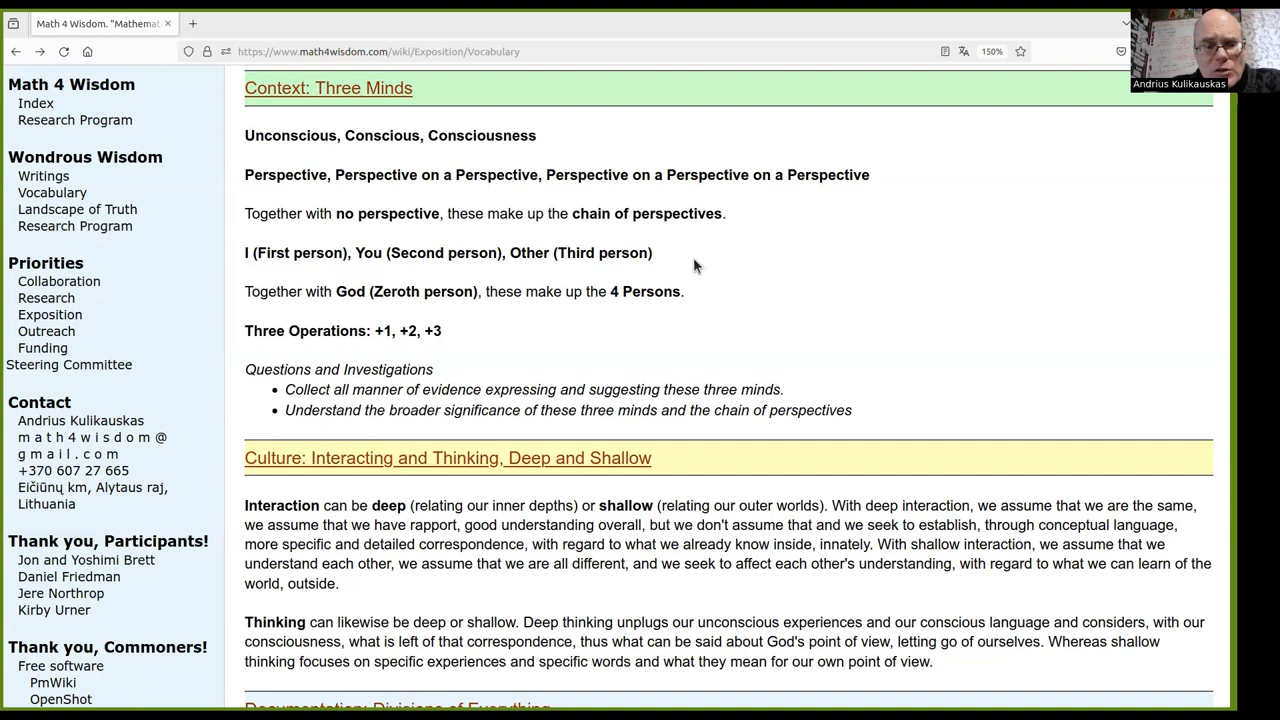 Math 4 Wisdom. "Mathemat
https://www.math4wisdom.com/wiki/Exposition/Vocabulary
150%
Andrius Kulikauskas
Math 4 Wisdom
Index
Research Program
Wondrous Wisdom
Writings
Vocabulary
Landscape of Truth
Research Program
Priorities
Collaboration
Research
Exposition
Outreach
Funding
Steering Committee
Contact
Andrius Kulikauskas
m a t h 4 w i s d o m @
g m a i l . c o m
+370 607 27 665
Eičiūnų km, Alytaus raj,
Lithuania
Thank you, Participants!
Jon and Yoshimi Brett
Daniel Friedman
Jere Northrop
Kirby Urner
Thank you, Commoners!
Free software
PmWiki
OpenShot
Context: Three Minds
Unconscious, Conscious, Consciousness
Perspective, Perspective on a Perspective, Perspective on a Perspective on a Perspective
Together with no perspective, these make up the chain of perspectives.
I (First person), You (Second person), Other (Third person)
Together with God (Zeroth person), these make up the 4 Persons.
Three Operations: +1, +2, +3
Questions and Investigations
• Collect all manner of evidence expressing and suggesting these three minds.
• Understand the broader significance of these three minds and the chain of perspectives
Culture: Interacting and Thinking, Deep and Shallow
Interaction can be deep (relating our inner depths) or shallow (relating our outer worlds). With deep interaction, we assume that we are the same,
we assume that we have rapport, good understanding overall, but we don't assume that and we seek to establish, through conceptual language,
more specific and detailed correspondence, with regard to what we already know inside, innately. With shallow interaction, we assume that we
understand each other, we assume that we are all different, and we seek to affect each other's understanding, with regard to what we can learn of the
world, outside.
Thinking can likewise be deep or shallow. Deep thinking unplugs our unconscious experiences and our conscious language and considers, with our
consciousness, what is left of that correspondence, thus what can be said about God's point of view, letting go of ourselves. Whereas shallow
thinking focuses on specific experiences and specific words and what they mean for our own point of view.
Documentation: Divisions of Everything